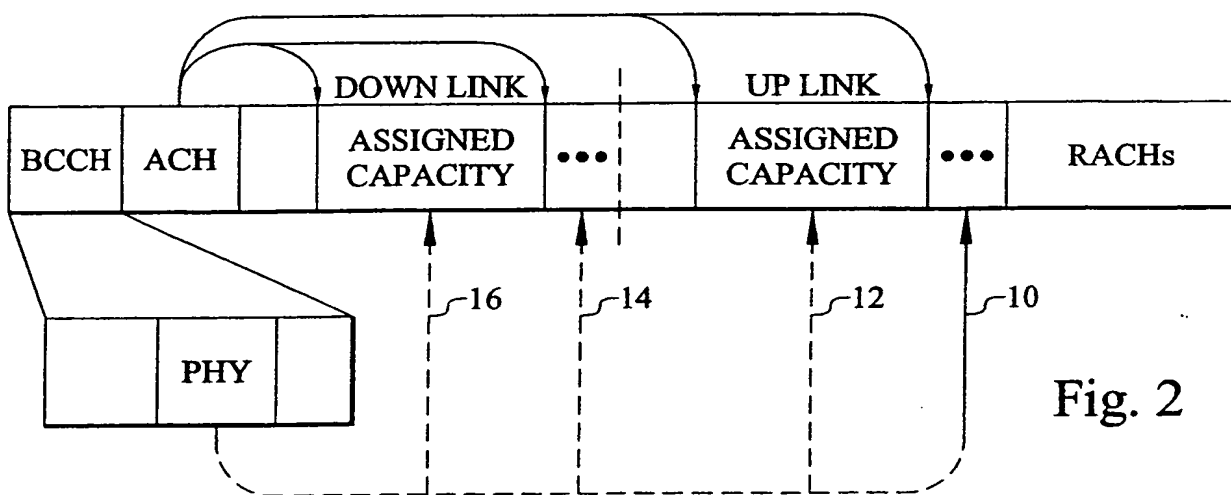 DOWN LINK
UP LINK
BCCH
ACH
ASSIGNED
CAPACITY
•••
ASSIGNED
CAPACITY
•••
RACHs
16
14
12
10
PHY
Fig. 2